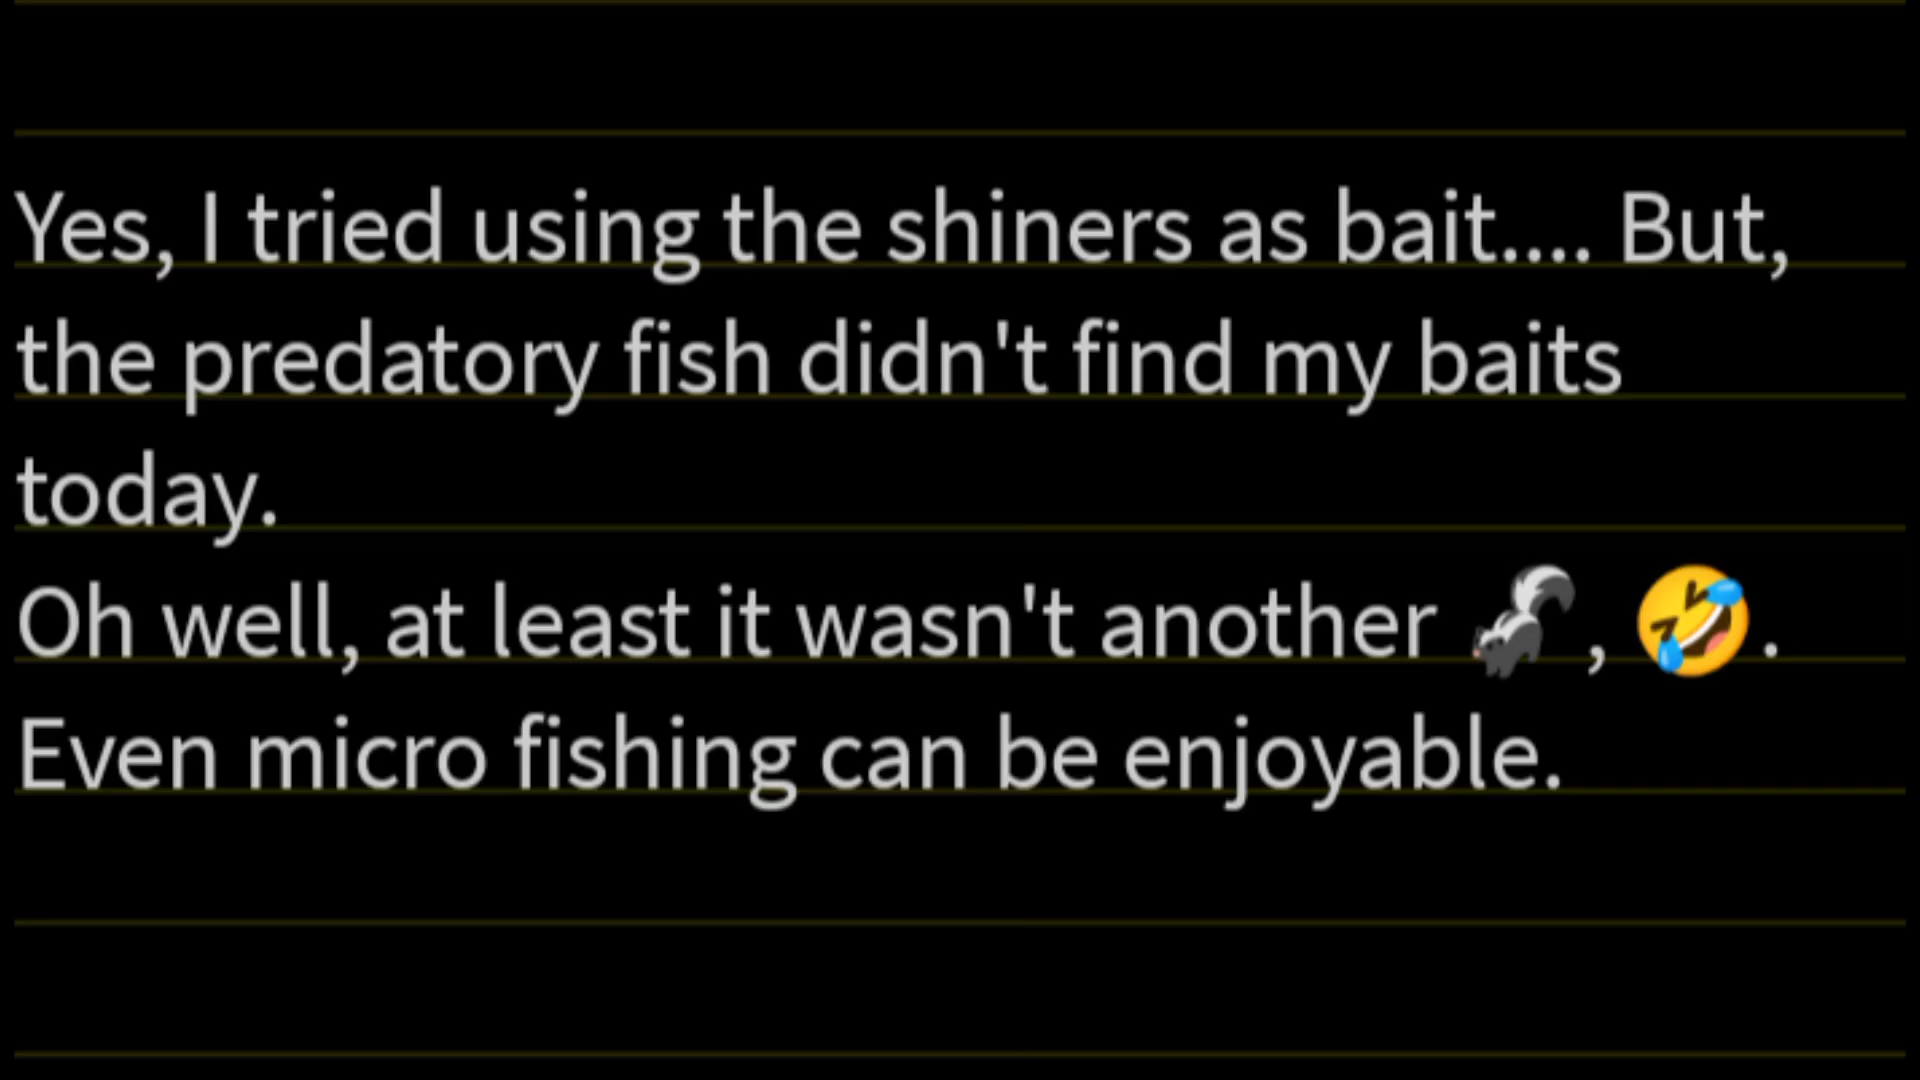 Yes, I tried using the shiners as bait.... But,
the predatory fish didn't find my baits
today.
Oh well, at least it wasn't another 🦨, 🤣.
Even micro fishing can be enjoyable.